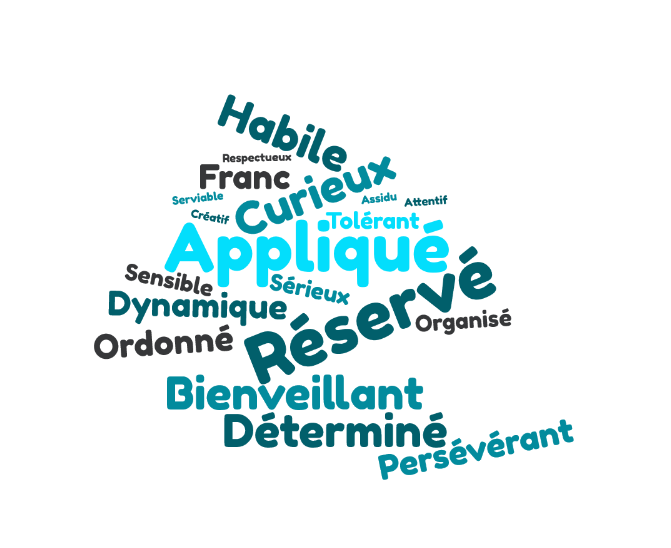 Habile
Respectueux
Franc
Curieux
Serviable
Assidu
Attentif
Créatif
Tolérant
Appliqué
Sensible
Sérieux
Dynamique
Réservé
Organisé
Ordonné
Bienveillant
Déterminé
Persévérant